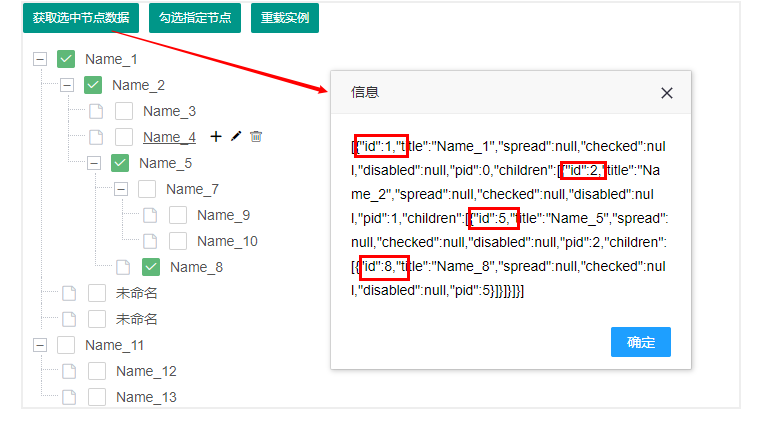 获取选中节点数据 勾选指定节点 重载实例
Name_1
Name_2
Name_3
Name_4
Name_5
Name_7
Name_9
Name_10
Name_8
未命名
未命名
Name_11
Name_12
Name_13
信息
[{"id":1,"title":"Name_1","spread":null,"checked":nul
l,"disabled":null,"pid":0,"children":[{"id":2,"title":"Na
me_2","spread":null,"checked":null,"disabled":nul
l,"pid":1,"children":[{"id":5,"title":"Name_5","spread":
null,"checked":null,"disabled":null,"pid":2,"children":
[{"id":8,"title":"Name_8","spread":null,"checked":nul
l,"disabled":null,"pid":5}]}]}]}]
确定